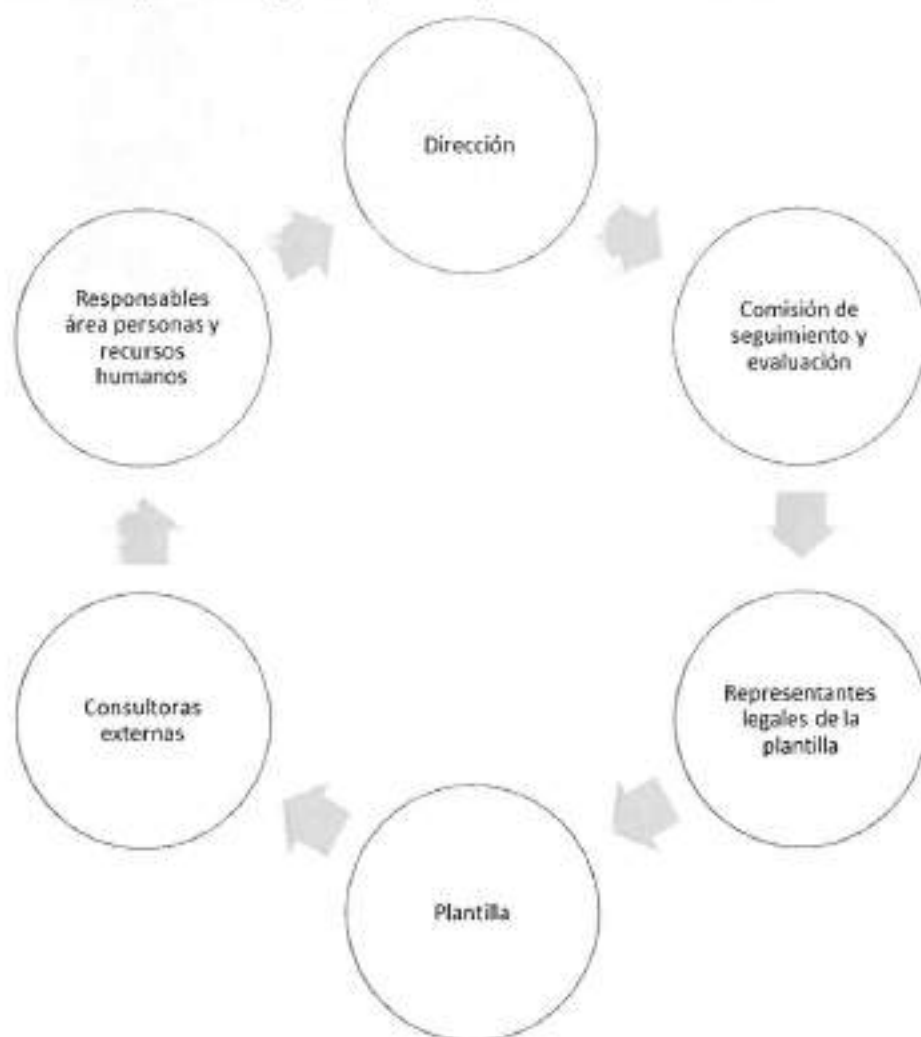 Dirección
Comisión de
seguimiento y
evaluación
Representantes
legales de la
plantilla
Plantilla
Consultoras
externas
Responsables
área personas y
recursos
humanos